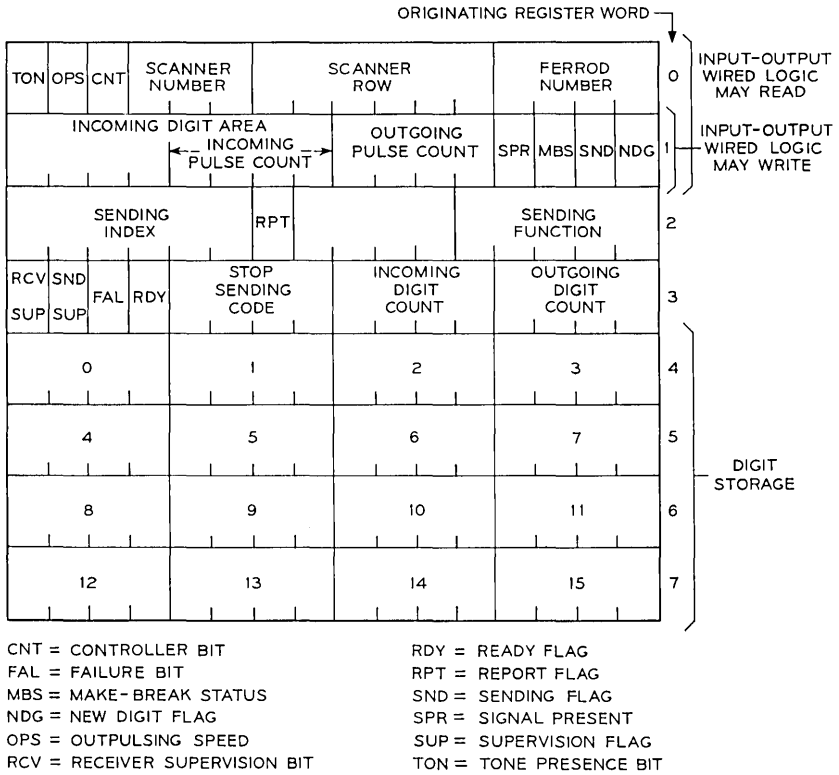 ORIGINATING REGISTER WORD
TON OPS CNT SCANNER NUMBER SCANNER ROW FERROD NUMBER 0
INPUT-OUTPUT
WIRED LOGIC
MAY READ
INCOMING DIGIT AREA
INCOMING
PULSE COUNT
OUTGOING
PULSE COUNT
SPR MBS SND NDG 1
INPUT-OUTPUT
WIRED LOGIC
MAY WRITE
SENDING
INDEX
RPT
SENDING
FUNCTION
2
RCV SUP
SND SUP
FAL RDY
STOP
SENDING
CODE
INCOMING
DIGIT
COUNT
OUTGOING
DIGIT
COUNT
3
0 1 2 3 4
4 5 6 7 5
DIGIT
STORAGE
8 9 10 11 6
12 13 14 15 7
CNT = CONTROLLER BIT
FAL = FAILURE BIT
MBS = MAKE-BREAK STATUS
NDG = NEW DIGIT FLAG
OPS = OUTPULSING SPEED
RCV = RECEIVER SUPERVISION BIT
RDY = READY FLAG
RPT = REPORT FLAG
SND = SENDING FLAG
SPR = SIGNAL PRESENT
SUP = SUPERVISION FLAG
TON = TONE PRESENCE BIT